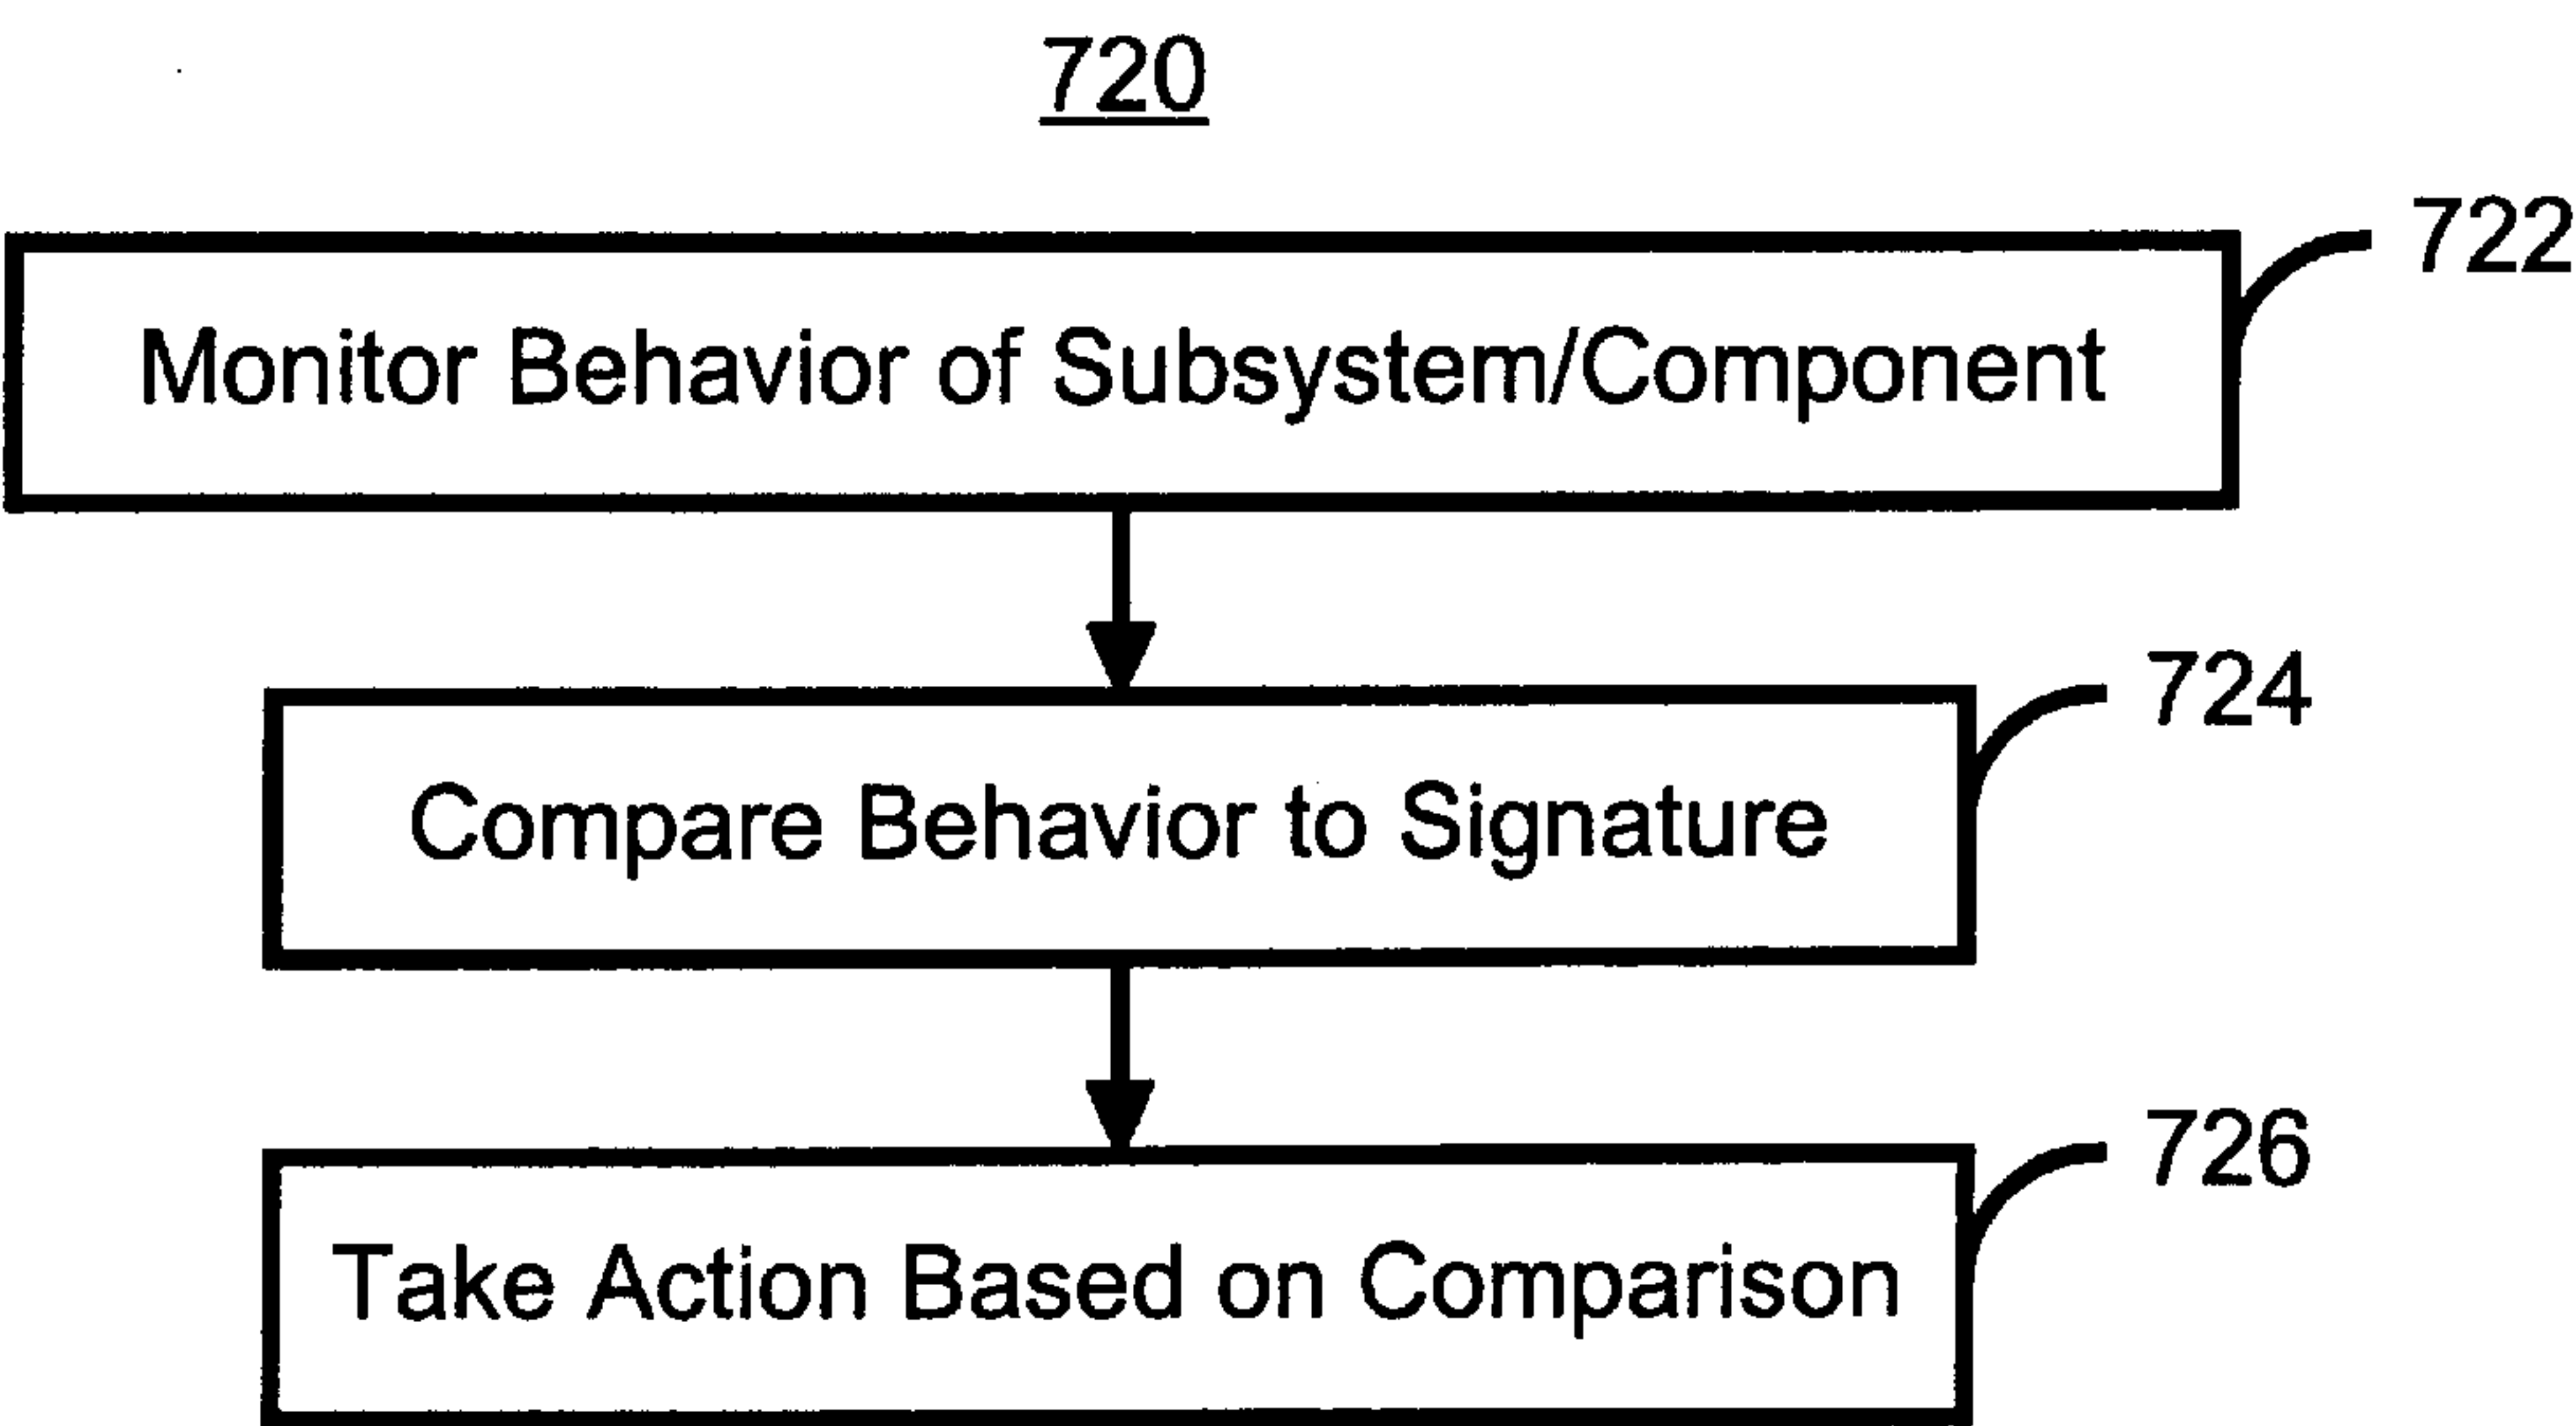 720
722
Monitor Behavior of Subsystem/Component
724
Compare Behavior to Signature
726
Take Action Based on Comparison